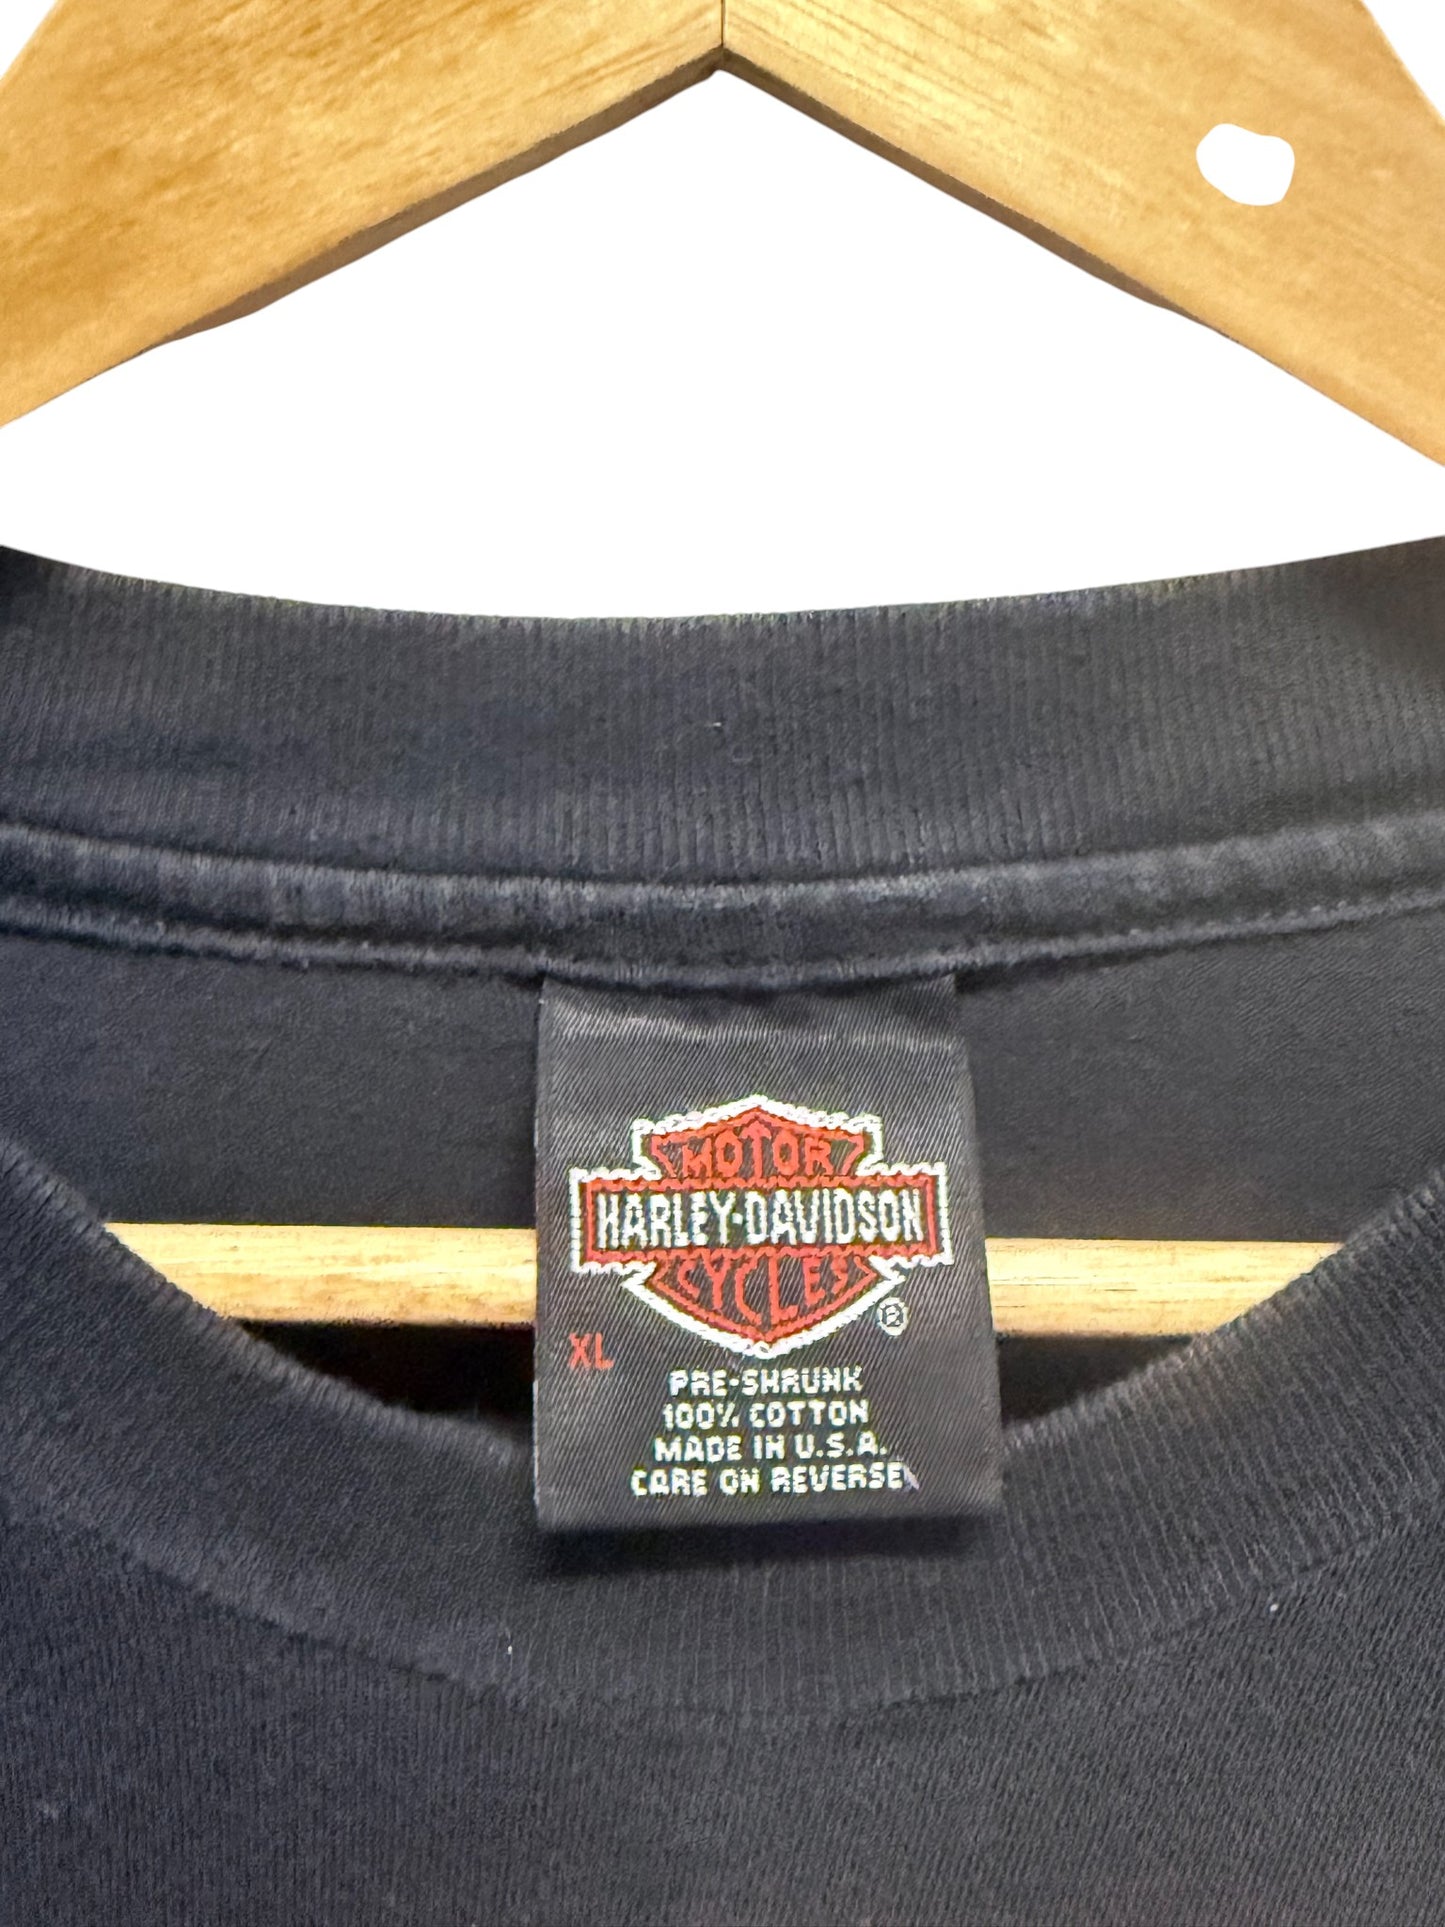 MOTOR
HARLEY-DAVIDSON
CYCLES
®
XL
PRE-SHRUNK
100% COTTON
MADE IN U.S.A.
CARE ON REVERSE